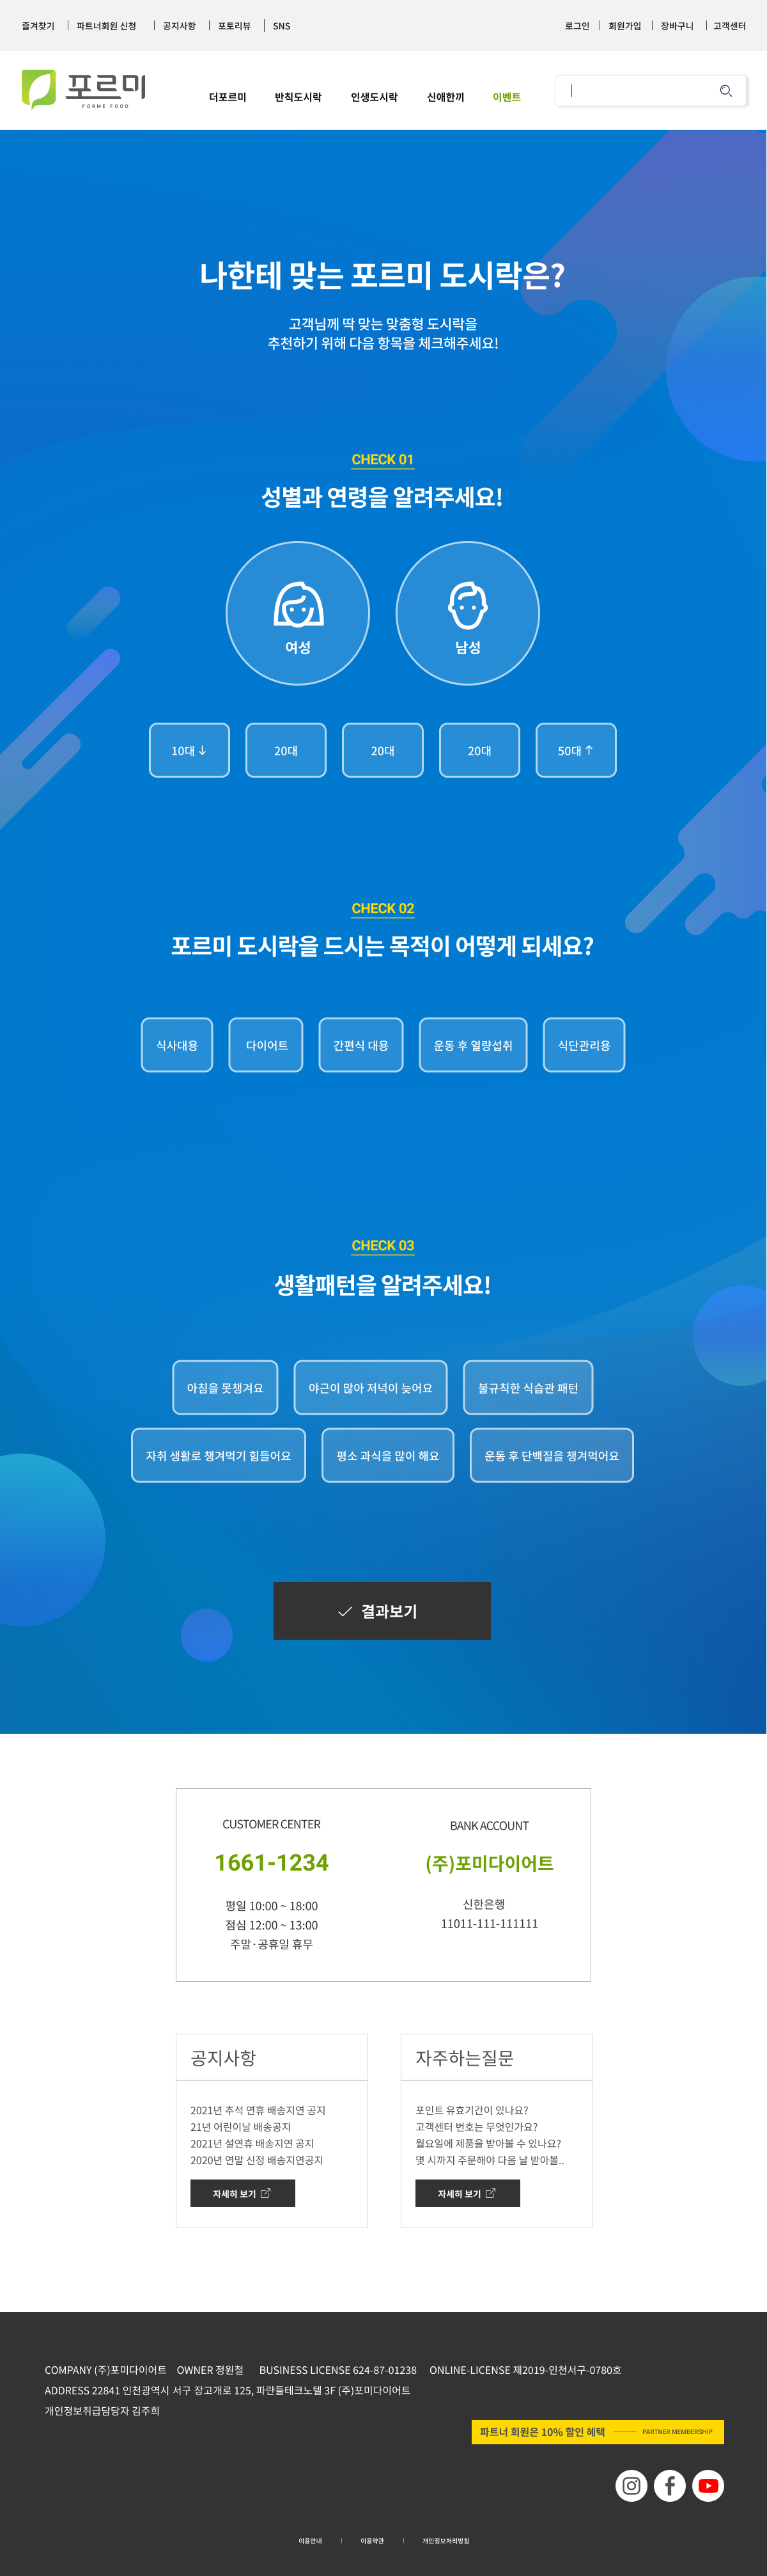 즐겨찾기 파트너회원 신청 공지사항 포토리뷰 SNS 로그인 회원가입 장바구니 고객센터
포르미
FORME FOOD
더포르미 반칙도시락 인생도시락 신애한끼 이벤트
나한테 맞는 포르미 도시락은?
고객님께 딱 맞는 맞춤형 도시락을
추천하기 위해 다음 항목을 체크해주세요!
CHECK 01
성별과 연령을 알려주세요!
여성 남성
10대↓ 20대 20대 20대 50대↑
CHECK 02
포르미 도시락을 드시는 목적이 어떻게 되세요?
식사대용 다이어트 간편식 대용 운동 후 열량섭취 식단관리용
CHECK 03
생활패턴을 알려주세요!
아침을 못챙겨요 야근이 많아 저녁이 늦어요 불규칙한 식습관 패턴
자취 생활로 챙겨먹기 힘들어요 평소 과식을 많이 해요 운동 후 단백질을 챙겨먹어요
결과보기
CUSTOMER CENTER
1661-1234
평일 10:00 ~ 18:00
점심 12:00 ~ 13:00
주말·공휴일 휴무
BANK ACCOUNT
(주)포미다이어트
신한은행
11011-111-111111
공지사항
2021년 추석 연휴 배송지연 공지
21년 어린이날 배송공지
2021년 설연휴 배송지연 공지
2020년 연말 신정 배송지연공지
자세히 보기
자주하는질문
포인트 유효기간이 있나요?
고객센터 번호는 무엇인가요?
월요일에 제품을 받아볼 수 있나요?
몇 시까지 주문해야 다음 날 받아볼..
자세히 보기
COMPANY (주)포미다이어트 OWNER 정원철 BUSINESS LICENSE 624-87-01238 ONLINE-LICENSE 제2019-인천서구-0780호
ADDRESS 22841 인천광역시 서구 장고개로 125, 파란들테크노텔 3F (주)포미다이어트
개인정보취급담당자 김주희
파트너 회원은 10% 할인 혜택 PARTNER MEMBERSHIP
이용안내 이용약관 개인정보처리방침